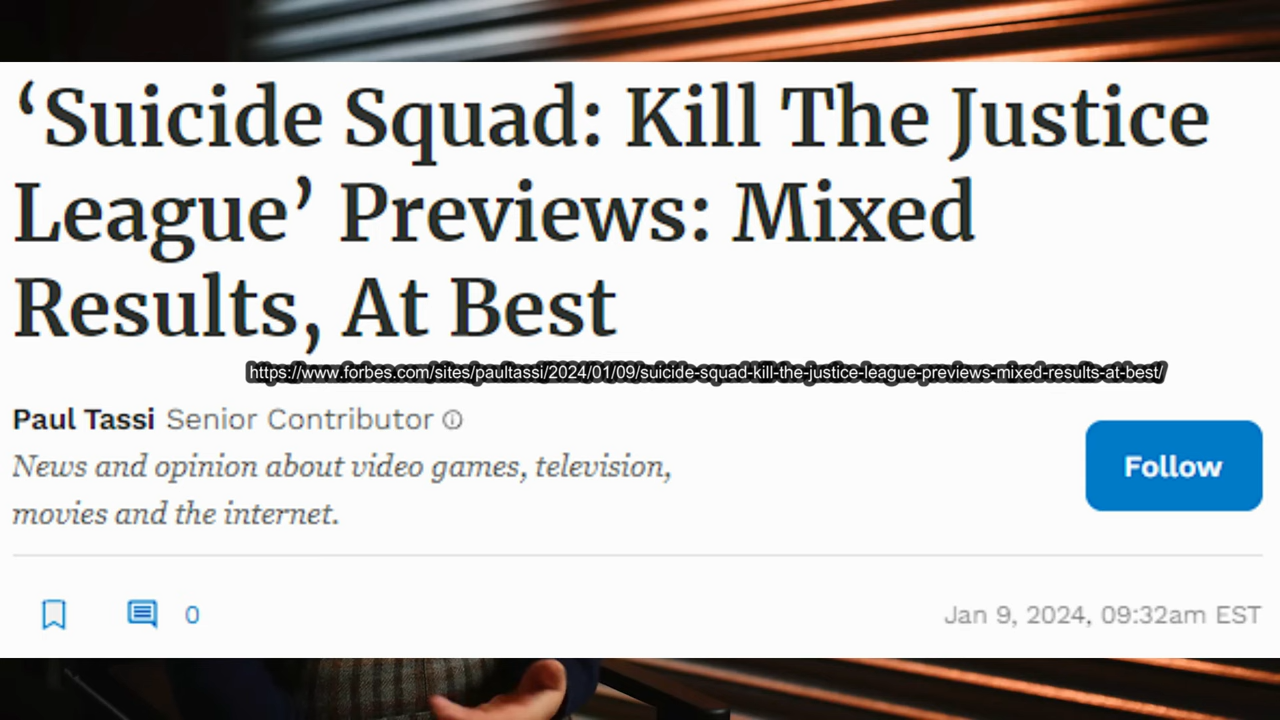 ‘Suicide Squad: Kill The Justice
League’ Previews: Mixed
Results, At Best
https://www.forbes.com/sites/paultassi/2024/01/09/suicide-squad-kill-the-justice-league-previews-mixed-results-at-best/
Paul Tassi Senior Contributor
News and opinion about video games, television,
movies and the internet.
Follow
0
Jan 9, 2024, 09:32am EST